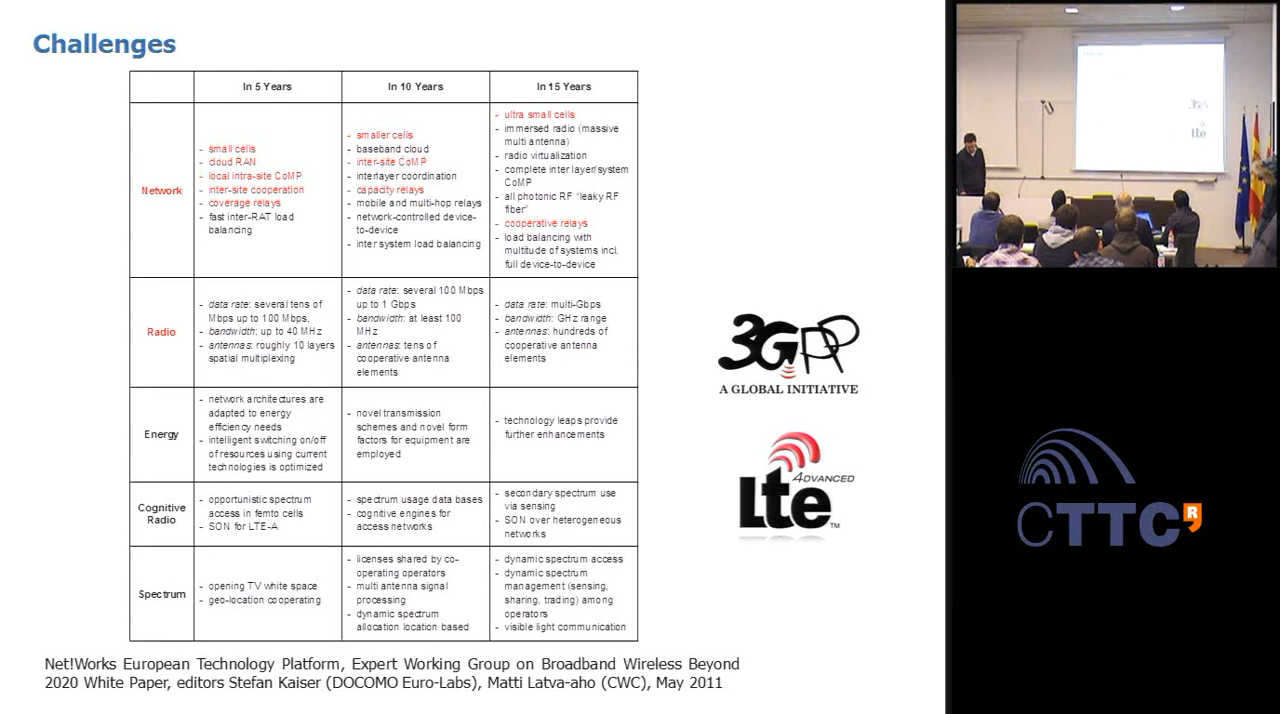 Challenges
In 5 Years
In 10 Years
In 15 Years
Network
- small cells
- cloud RAN
- local intra-site CoMP
- inter-site cooperation
- coverage relays
- fast inter-RAT load
balancing
- smaller cells
- baseband cloud
- inter-site CoMP
- interlayer coordination
- capacity relays
- mobile and multi-hop relays
- network-controlled device-
to-device
- inter system load balancing
- ultra small cells
- immersed radio (massive
multi antenna)
- radio virtualization
- complete inter layer/system
CoMP
- all photonic RF "leaky RF
fiber"
- cooperative relays
- load balancing with
multitude of systems incl.
full device-to-device
Radio
- data rate: several tens of
Mbps up to 100 Mbps,
- bandwidth: up to 40 MHz
- antennas: roughly 10 layers
spatial multiplexing
- data rate: several 100 Mbps
up to 1 Gbps
- bandwidth: at least 100
MHz
- antennas: tens of
cooperative antenna
elements
- data rate: multi-Gbps
- bandwidth: GHz range
- antennas: hundreds of
cooperative antenna
elements
Energy
- network architectures are
adapted to energy
efficiency needs
- intelligent switching on/off
of resources using current
technologies is optimized
- novel transmission
schemes and novel form
factors for equipment are
employed
- technology leaps provide
further enhancements
Cognitive
Radio
- opportunistic spectrum
access in femto cells
- SON for LTE-A
- spectrum usage data bases
- cognitive engines for
access networks
- secondary spectrum use
via sensing
- SON over heterogeneous
networks
Spectrum
- opening TV white space
- geo-location cooperating
- licenses shared by co-
operating operators
- multi antenna signal
processing
- dynamic spectrum
allocation location based
- dynamic spectrum access
- dynamic spectrum
management (sensing,
sharing, trading) among
operators
- visible light communication
3GPP
A GLOBAL INITIATIVE
Lte
4DVANCED
TM
Net!Works European Technology Platform, Expert Working Group on Broadband Wireless Beyond
2020 White Paper, editors Stefan Kaiser (DOCOMO Euro-Labs), Matti Latva-aho (CWC), May 2011
3GPP
lte
CTTC
R